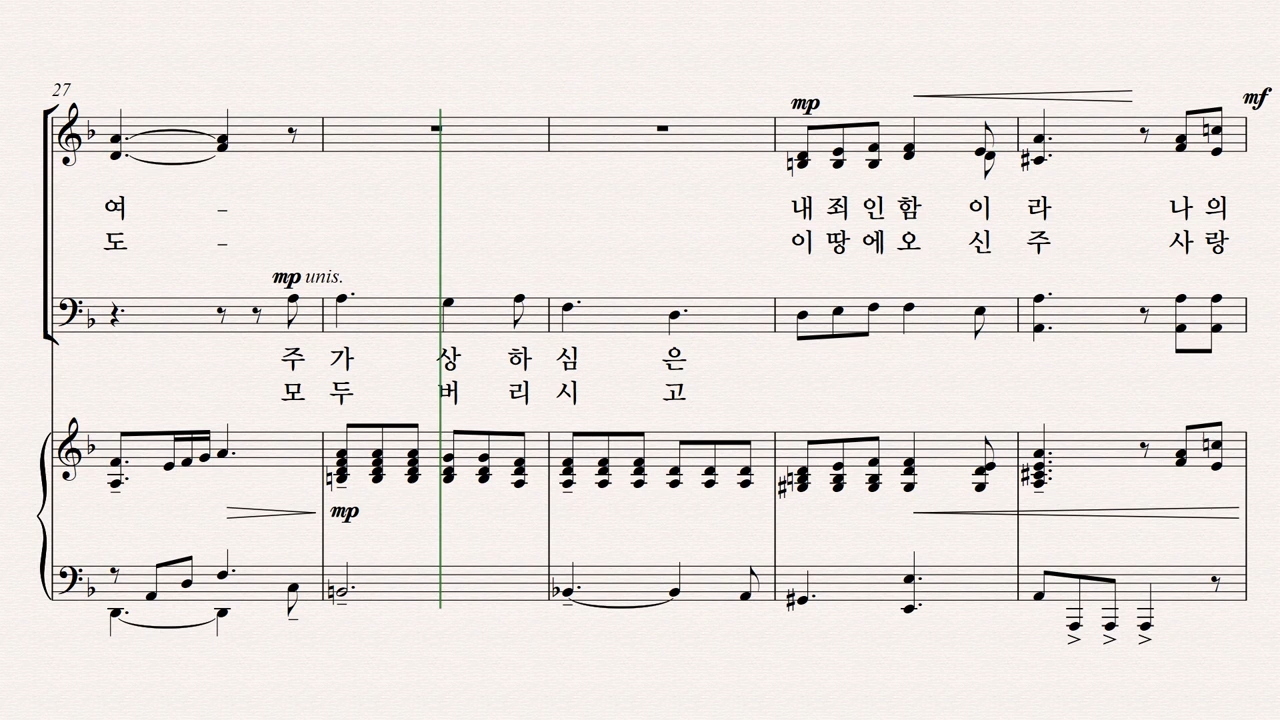 27
mp
mf
여 - 내 죄 인 함 이 라 나 의
도 - 이 땅 에 오 신 주 사 랑
mp unis.
주 가 상 하 심 은
모 두 버 리 시 고
mp